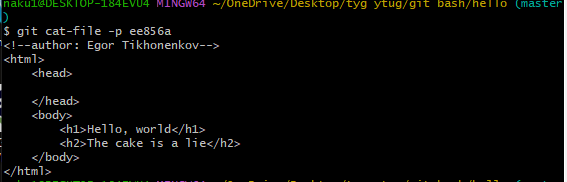 naku1@DESKTOP-184EVU4 MINGW64 ~/OneDrive/Desktop/tyg ytug/git bash/hello (master
)
$ git cat-file -p ee856a
<!--author: Egor Tikhonenkov-->
<html>
    <head>

    </head>
    <body>
        <h1>Hello, world</h1>
        <h2>The cake is a lie</h2>
    </body>
</html>